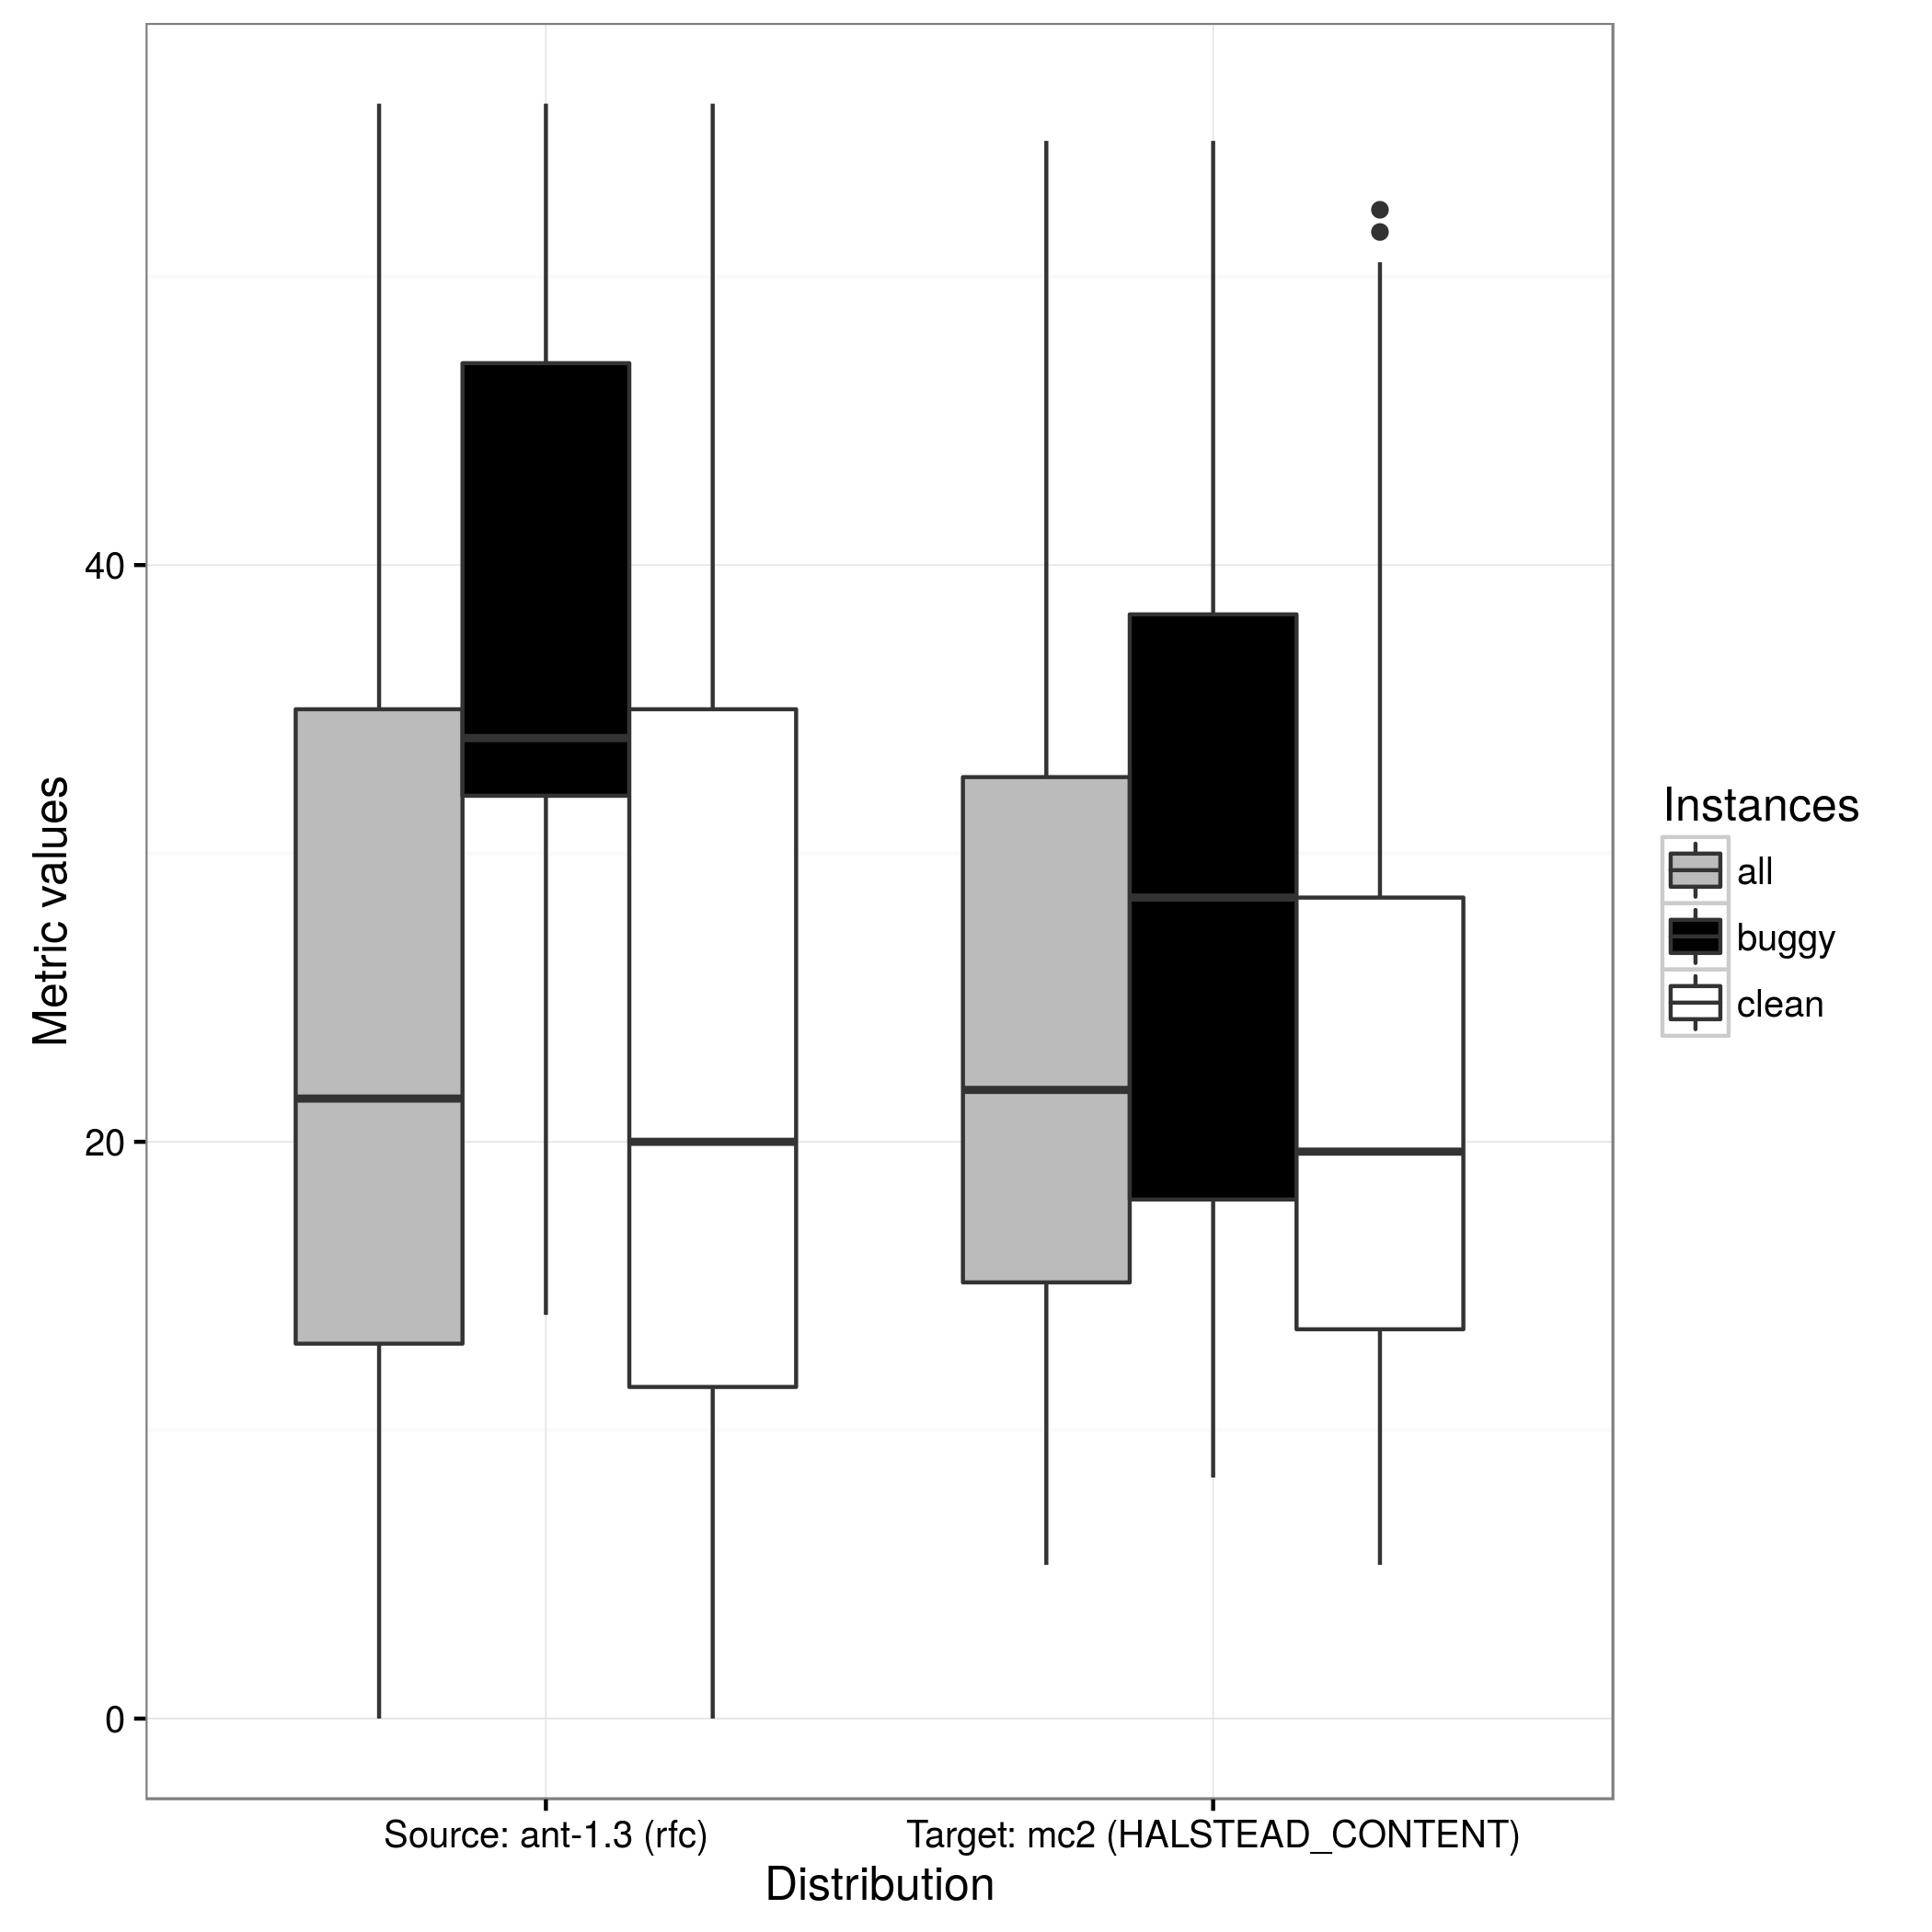 Metric values
40
20
0
Source: ant-1.3 (rfc)
Target: mc2 (HALSTEAD_CONTENT)
Distribution
Instances
all
buggy
clean